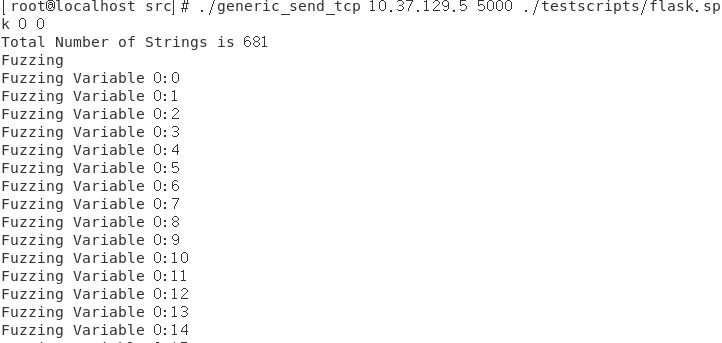 [root@localhost src]# ./generic_send_tcp 10.37.129.5 5000 ./testscripts/flask.sp
k 0 0
Total Number of Strings is 681
Fuzzing
Fuzzing Variable 0:0
Fuzzing Variable 0:1
Fuzzing Variable 0:2
Fuzzing Variable 0:3
Fuzzing Variable 0:4
Fuzzing Variable 0:5
Fuzzing Variable 0:6
Fuzzing Variable 0:7
Fuzzing Variable 0:8
Fuzzing Variable 0:9
Fuzzing Variable 0:10
Fuzzing Variable 0:11
Fuzzing Variable 0:12
Fuzzing Variable 0:13
Fuzzing Variable 0:14